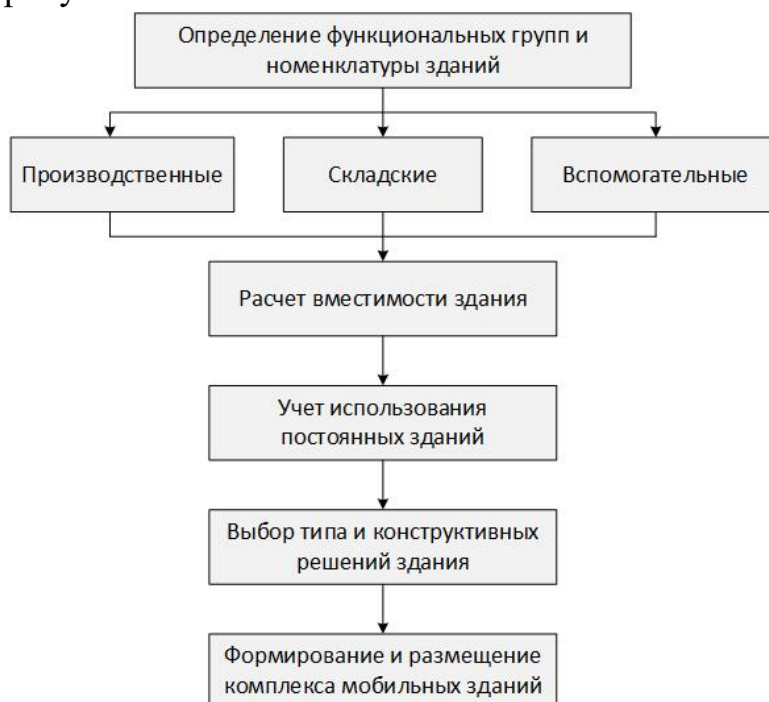 Определение функциональных групп и
номенклатуры зданий
Производственные
Складские
Вспомогательные
Расчет вместимости здания
Учет использования
постоянных зданий
Выбор типа и конструктивных
решений здания
Формирование и размещение
комплекса мобильных зданий